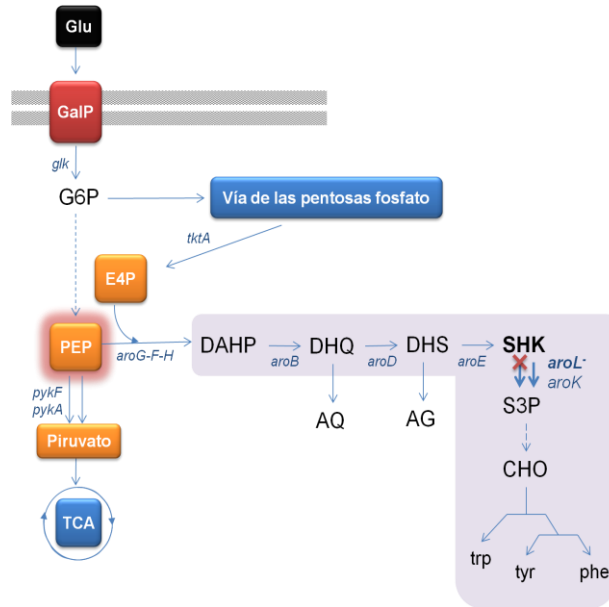 Glu
GalP
glk
G6P
Vía de las pentosas fosfato
tktA
E4P
PEP
aroG-F-H
DAHP
aroB
DHQ
aroD
DHS
aroE
SHK
aroL-
aroK
pykF
pykA
AQ
AG
S3P
Piruvato
CHO
TCA
trp
tyr
phe